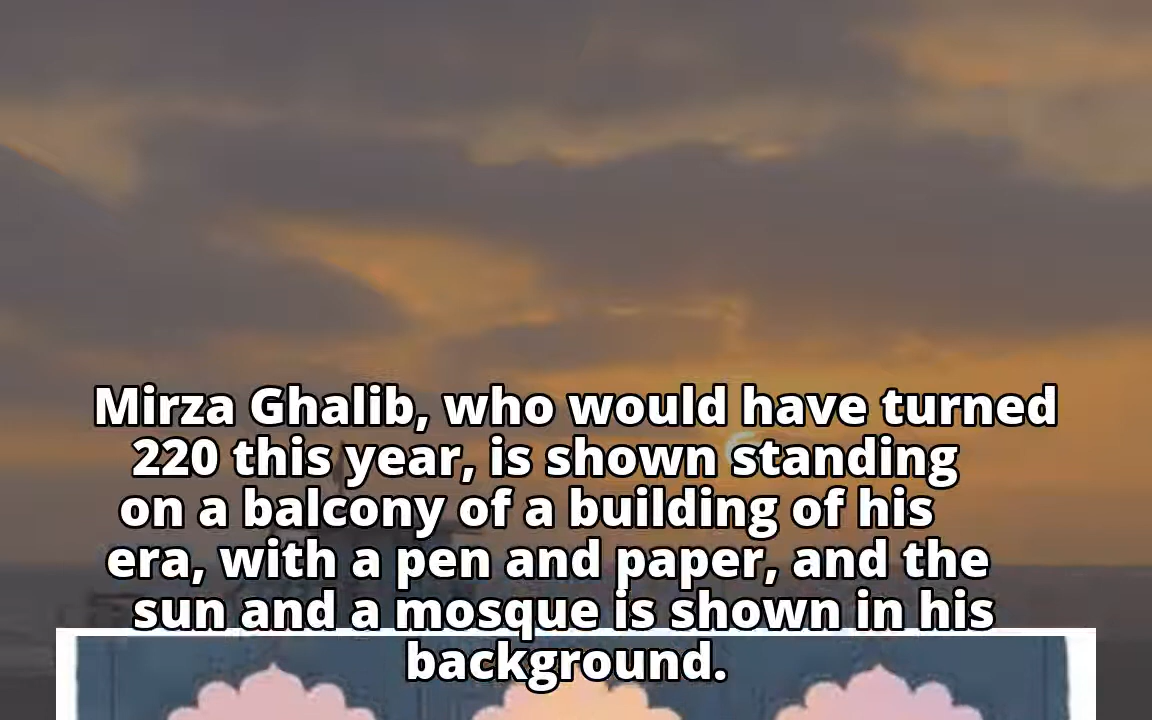 Mirza Ghalib, who would have turned
220 this year, is shown standing
on a balcony of a building of his
era, with a pen and paper, and the
sun and a mosque is shown in his
background.